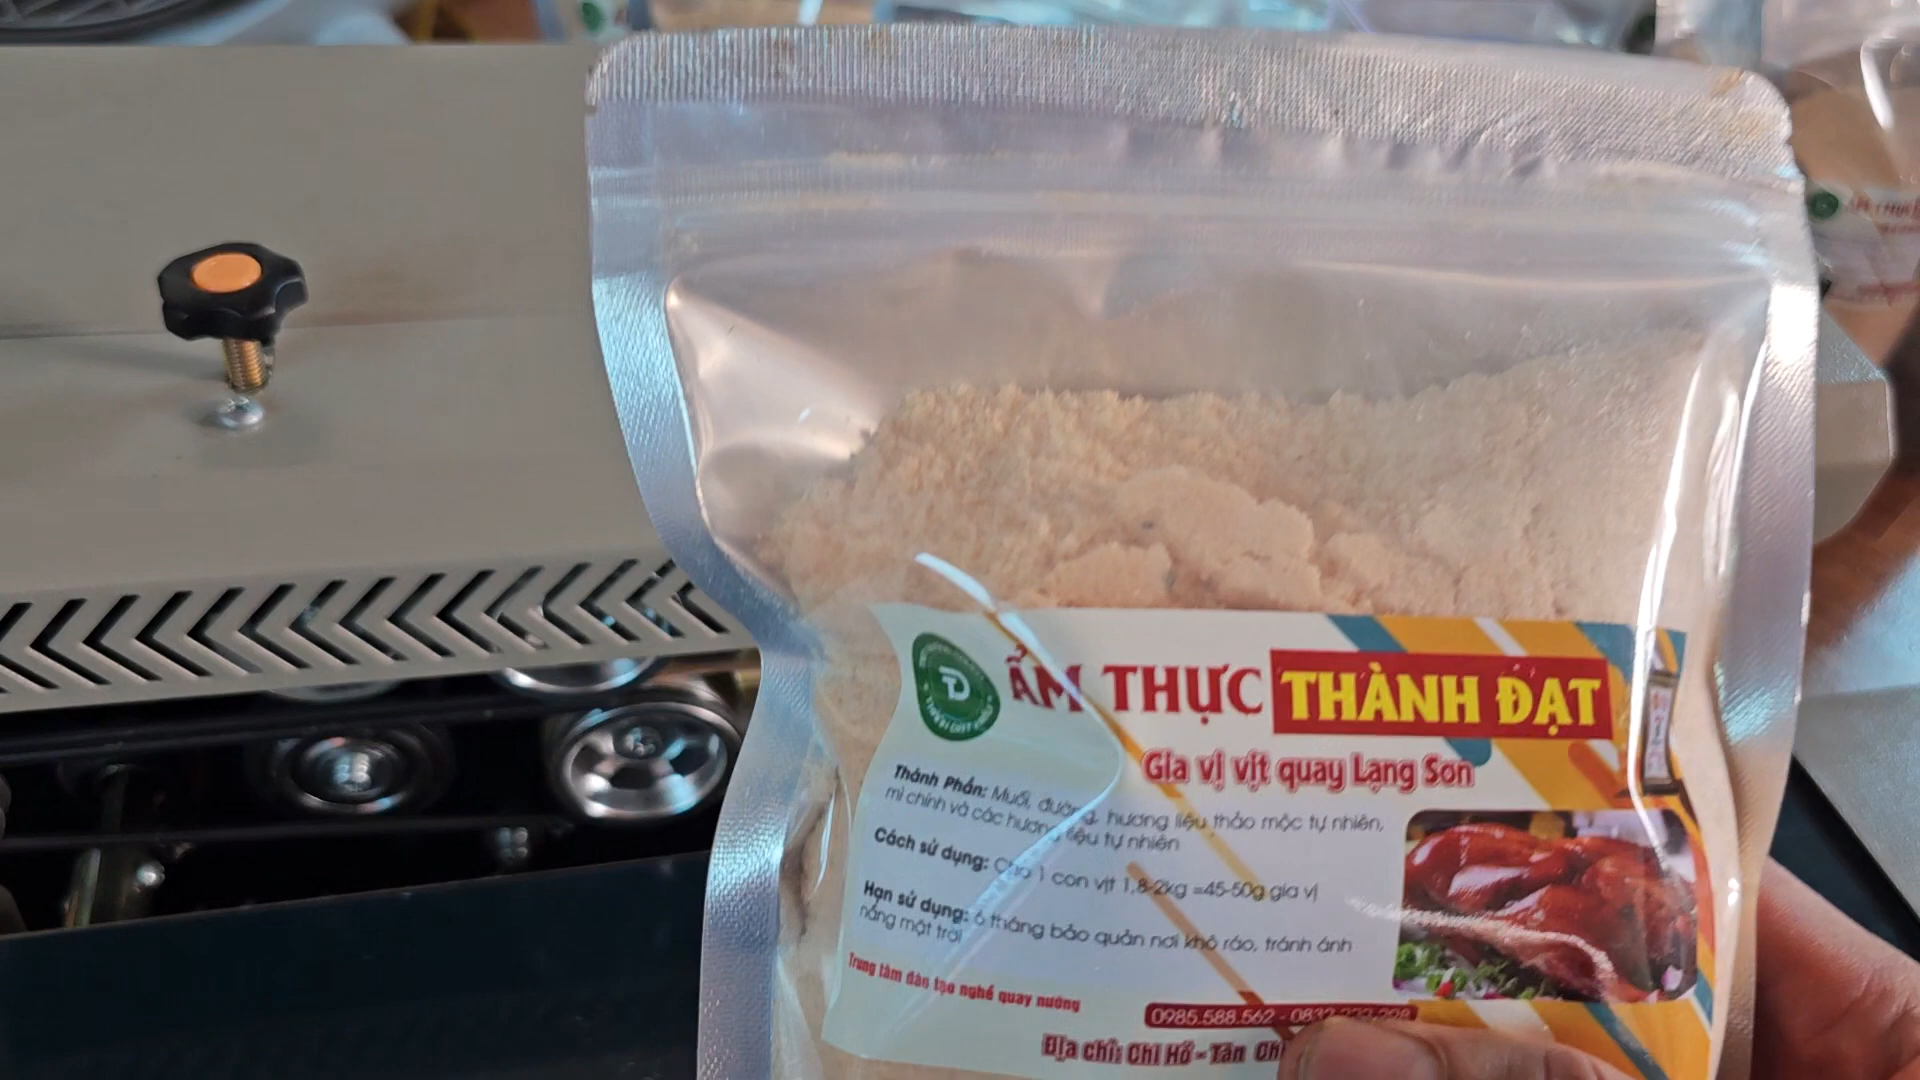 ẨM THỰC THÀNH ĐẠT
Gia vị vịt quay Lạng Sơn
Thành Phần: Muối, đường, hương liệu thảo mộc tự nhiên,
mì chính và các hương liệu tự nhiên
Cách sử dụng: Cho 1 con vịt 1,8-2kg =45-50g gia vị
Hạn sử dụng: 6 tháng bảo quản nơi khô ráo, tránh ánh
nắng mặt trời
Trung tâm đào tạo nghề quay nướng
0985.588.562 -
Địa chỉ: Chi Hồ - Tân